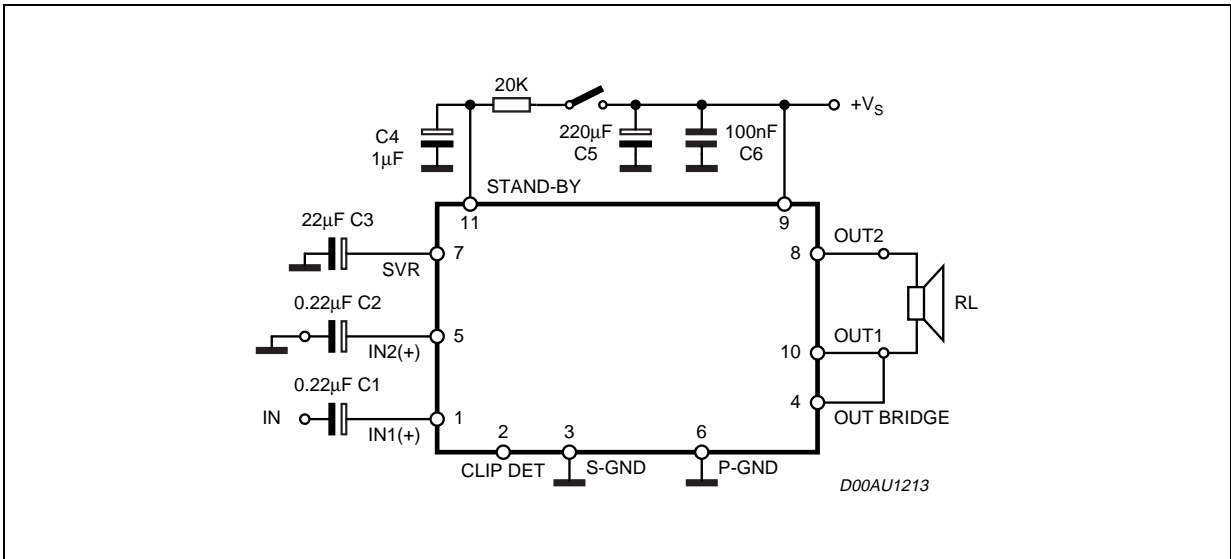 20K
+VS
C4
1µF
220µF
C5
100nF
C6
STAND-BY
11
9
22µF C3
7
SVR
8
OUT2
RL
0.22µF C2
5
IN2(+)
10
OUT1
0.22µF C1
4
OUT BRIDGE
IN
1
IN1(+)
2
3
6
CLIP DET
S-GND
P-GND
D00AU1213